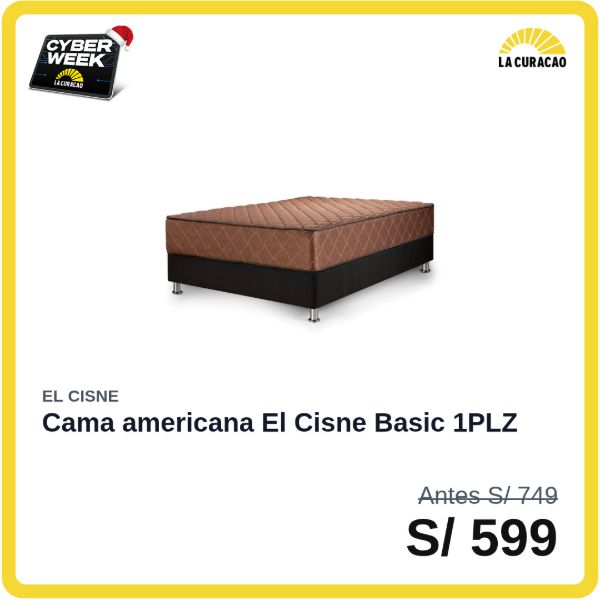 CYBER
WEEK
LA CURACAO
LA CURACAO
EL CISNE
Cama americana El Cisne Basic 1PLZ
Antes S/ 749
S/ 599